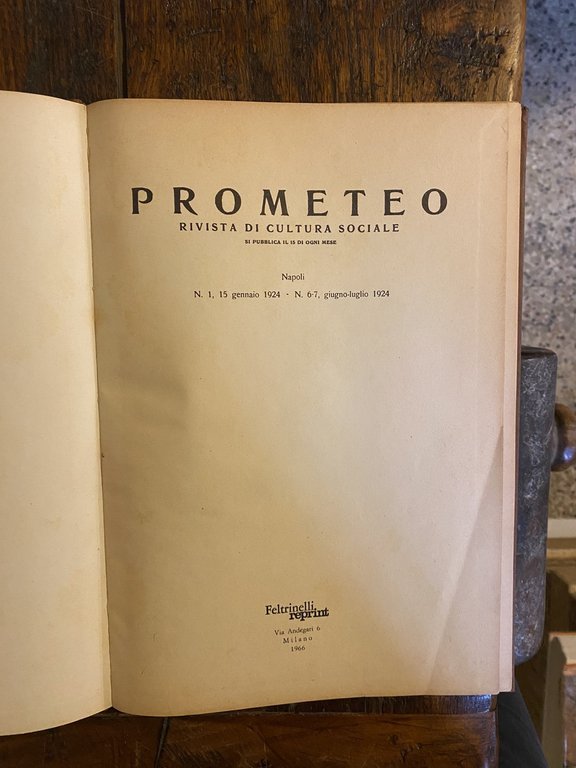 PROMETEO
RIVISTA DI CULTURA SOCIALE
SI PUBBLICA IL 15 DI OGNI MESE
Napoli
N. 1, 15 gennaio 1924 - N. 6-7, giugno-luglio 1924
Feltrinelli
reprint
Via Andegari 6
Milano
1966